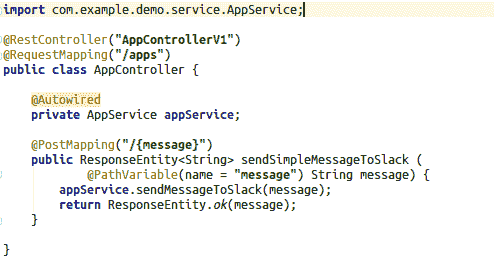 import com.example.demo.service.AppService;
@RestController("AppControllerV1")
@RequestMapping("/apps")
public class AppController {
@Autowired
private AppService appService;
@PostMapping("/{message}")
public ResponseEntity<String> sendSimpleMessageToSlack (
@PathVariable(name = "message") String message) {
appService.sendMessageToSlack(message);
return ResponseEntity.ok(message);
}
}